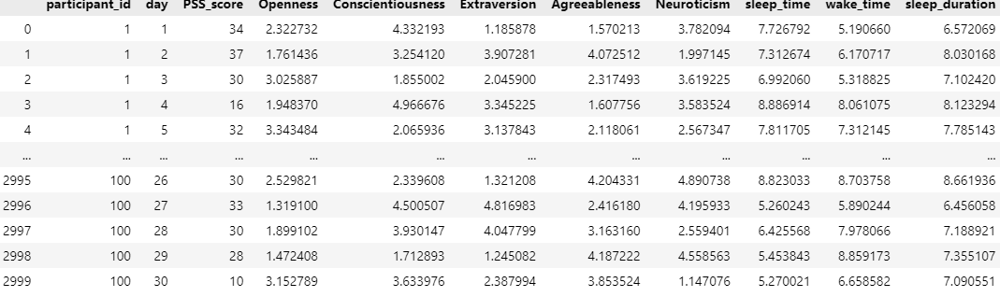 participant_id day PSS_score Openness Conscientiousness Extraversion Agreeableness Neuroticism sleep_time wake_time sleep_duration
0 1 1 34 2.322732 4.332193 1.185878 1.570213 3.782094 7.726792 5.190660 6.572069
1 1 2 37 1.761436 3.254120 3.907281 4.072512 1.997145 7.312674 6.170717 8.030168
2 1 3 30 3.025887 1.855002 2.045900 2.317493 3.619225 6.992060 5.318825 7.102420
3 1 4 16 1.948370 4.966676 3.345225 1.607756 3.583524 8.886914 8.061075 8.123294
4 1 5 32 3.343484 2.065936 3.137843 2.118061 2.567347 7.811705 7.312145 7.785143
... ... ... ... ... ... ... ... ... ... ... ...
2995 100 26 30 2.529821 2.339608 1.321208 4.204331 4.890738 8.823033 8.703758 8.661936
2996 100 27 33 1.319100 4.500507 4.816983 2.416180 4.195933 5.260243 5.890244 6.456058
2997 100 28 30 1.899102 3.930147 4.047799 3.163160 2.559401 6.425568 7.978066 7.188921
2998 100 29 28 1.472408 1.712893 1.245082 4.187222 4.558563 5.453843 8.859173 7.355107
2999 100 30 10 3.152789 3.633976 2.387994 3.853524 1.147076 5.270021 6.658582 7.090551